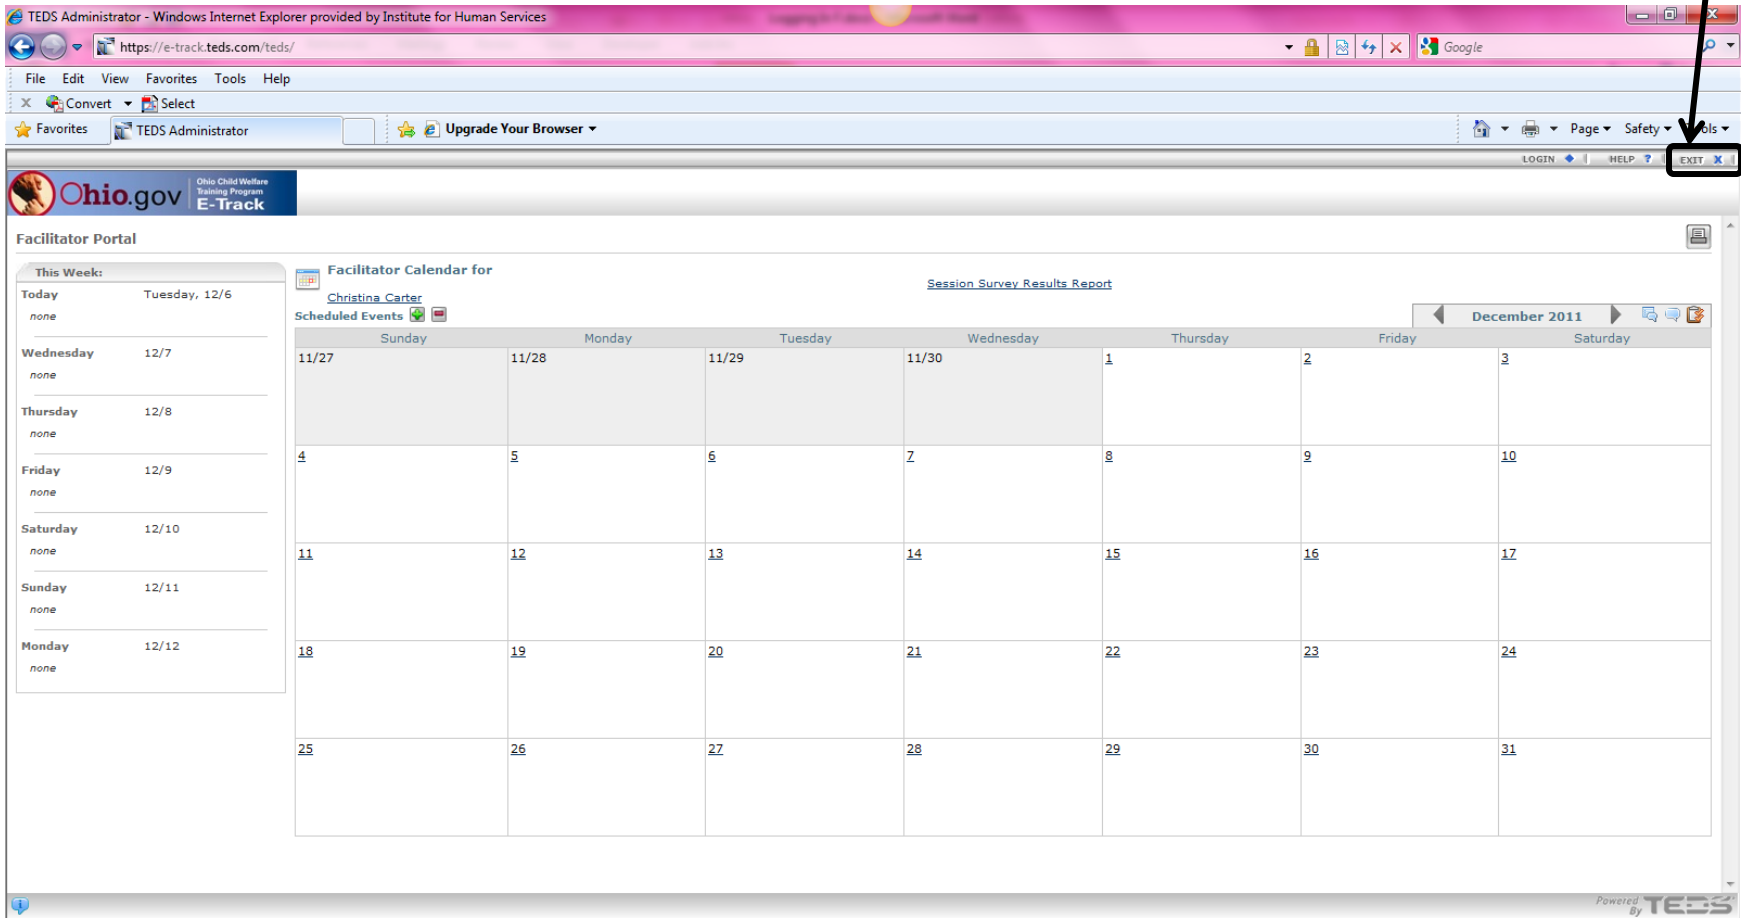 TEDS Administrator - Windows Internet Explorer provided by Institute for Human Services
https://e-track.teds.com/teds/
Google
File Edit View Favorites Tools Help
X Convert Select
Favorites TEDS Administrator Upgrade Your Browser Page Safety ols
LOGIN HELP ? EXIT X
Ohio.gov Ohio Child Welfare
Training Program
E-Track
Facilitator Portal
This Week:
Today Tuesday, 12/6
none
Wednesday 12/7
none
Thursday 12/8
none
Friday 12/9
none
Saturday 12/10
none
Sunday 12/11
none
Monday 12/12
none
Facilitator Calendar for
Christina Carter
Session Survey Results Report
Scheduled Events
December 2011
Sunday Monday Tuesday Wednesday Thursday Friday Saturday
11/27 11/28 11/29 11/30 1 2 3
4 5 6 7 8 9 10
11 12 13 14 15 16 17
18 19 20 21 22 23 24
25 26 27 28 29 30 31
Powered
By TEDS